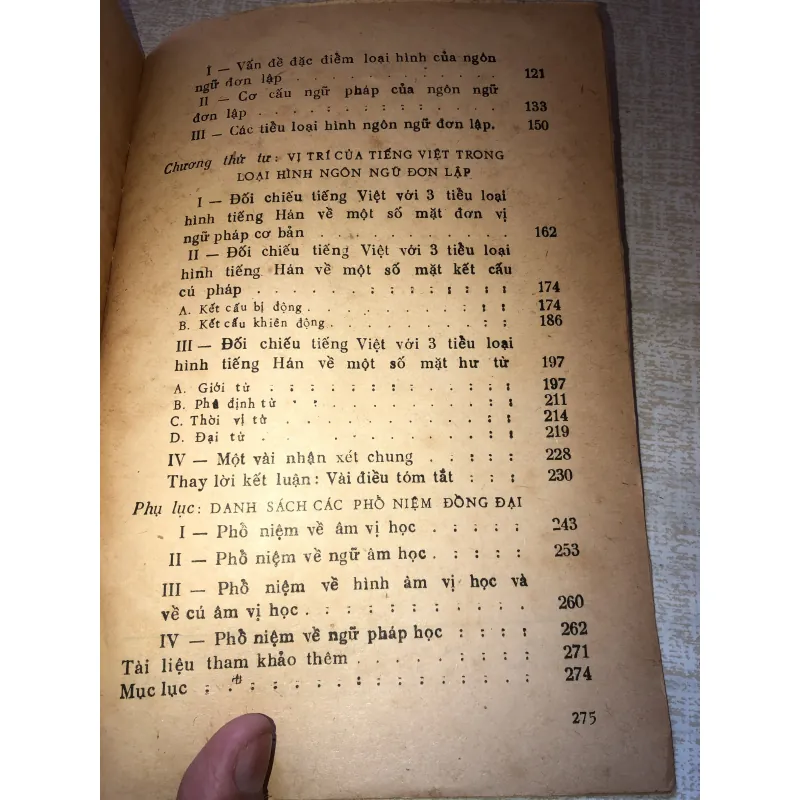 I — Vấn đề đặc điểm loại hình của ngôn
ngữ đơn lập . . . . . . . . . . 121
II — Cơ cấu ngữ pháp của ngôn ngữ
đơn lập . . . . : . : : . . . . 133
III — Các tiểu loại hình ngôn ngữ đơn lập. 150
Chương thứ tư: VỊ TRÍ CỦA TIẾNG VIỆT TRONG
LOẠI HÌNH NGÔN NGỮ ĐƠN LẬP
I — Đối chiếu tiếng Việt với 3 tiểu loại
hình tiếng Hán về một số mặt đơn vị
ngữ pháp cơ bản . . . . . . . . . 162
II — Đối chiếu tiếng Việt với 3 tiểu loại
hình tiếng Hán về một số mặt kết cấu
cú pháp . . . . . : : : : : : : 174
A. Kết cấu bị động . . . . . . . : : : 174
B. Kết cấu khiên động . . . . . . . : : 186
III — Đối chiếu tiếng Việt với 3 tiểu loại
hình tiếng Hán về một số mặt hư từ 197
A. Giới từ . : . : : : : : . . . : : 197
B. Phủ định từ . . . . . . . . : : 211
C. Thời vị từ . . . . . . . . . : : 214
D. Đại từ . . . . . . . . . . . : : 219
IV — Một vài nhận xét chung . . : : : 228
Thay lời kết luận: Vài điều tóm tắt : : : 230
Phụ lục: DANH SÁCH CÁC PHỔ NIỆM ĐỒNG ĐẠI
I — Phổ niệm về âm vị học . : : : : 243
II — Phổ niệm về ngữ âm học . : : : : 253
III — Phổ niệm về hình âm vị học và
về cú âm vị học . . : : : : : : . . . 260
IV — Phổ niệm về ngữ pháp học : : : : 262
Tài liệu tham khảo thêm . . . . : : : : 271
Mục lục : . : : : : : : : : : : . . . 274
275